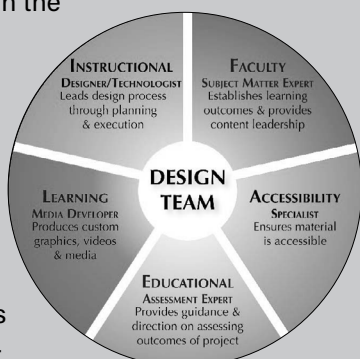 n the
INSTRUCTIONAL
DESIGNER/TECHNOLOGIST
Leads design process
through planning
& execution
FACULTY
SUBJECT MATTER EXPERT
Establishes learning
outcomes & provides
content leadership
DESIGN
TEAM
LEARNING
MEDIA DEVELOPER
Produces custom
graphics, videos
& media
ACCESSIBILITY
SPECIALIST
Ensures material
is accessible
EDUCATIONAL
ASSESSMENT EXPERT
Provides guidance &
direction on assessing
outcomes of project
s